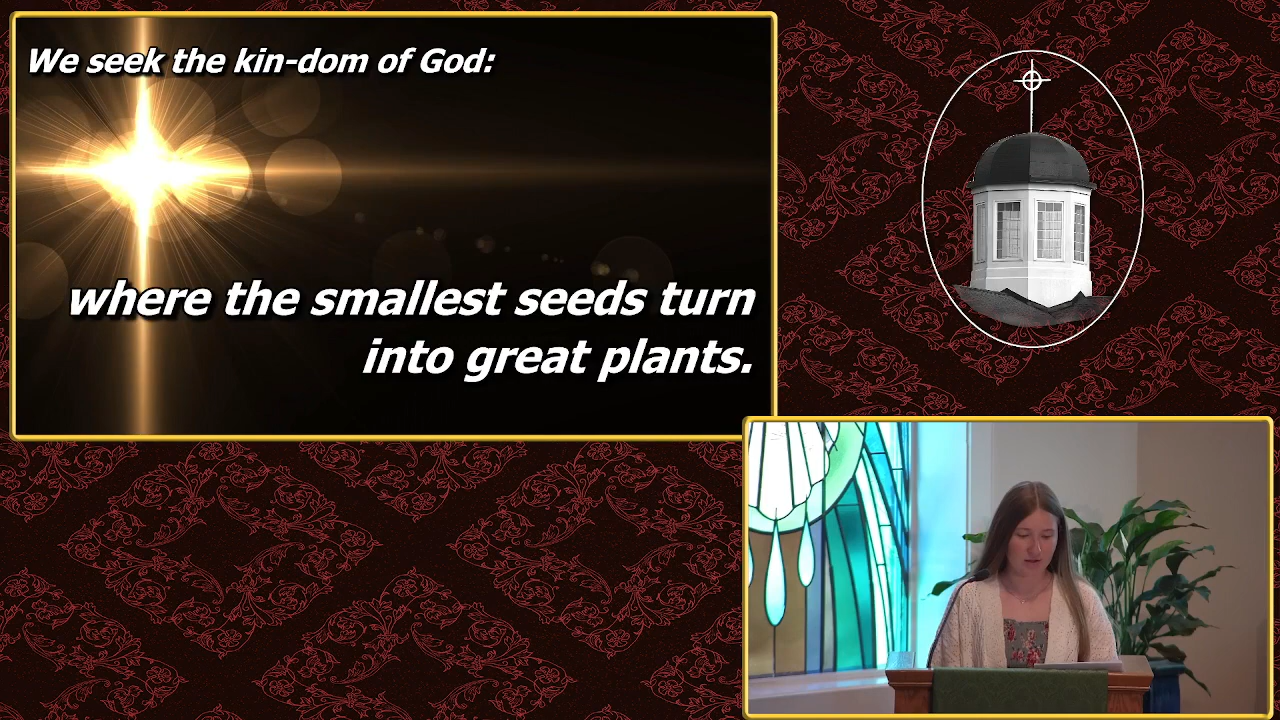 We seek the kin-dom of God:
where the smallest seeds turn
into great plants.